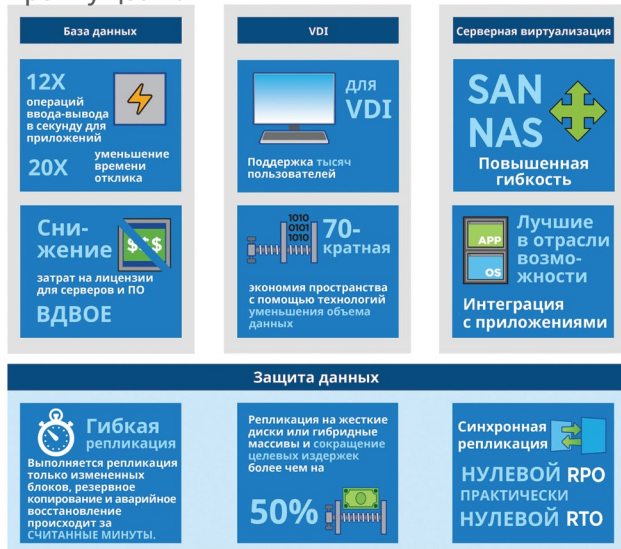 База данных
12X
операций
ввода-вывода
в секунду для
приложений
20X
уменьшение
времени
отклика
Сни-
жение
$$$
затрат на лицензии
для серверов и ПО
ВДВОЕ
VDI
для
VDI
Поддержка тысяч
пользователей
1010
0101
1010
70-
кратная
экономия пространства
с помощью технологий
уменьшения объема
данных
Серверная виртуализация
SAN
NAS
Повышенная
гибкость
APP
OS
Лучшие
в отрасли
возмо-
жности
Интеграция
с приложениями
Защита данных
Гибкая
репликация
Выполняется репликация
только измененных
блоков, резервное
копирование и аварийное
восстановление
происходит за
СЧИТАННЫЕ МИНУТЫ.
Репликация на жесткие
диски или гибридные
массивы и сокращение
целевых издержек
более чем на
50%
Синхронная
репликация
НУЛЕВОЙ RPO
ПРАКТИЧЕСКИ
НУЛЕВОЙ RTO